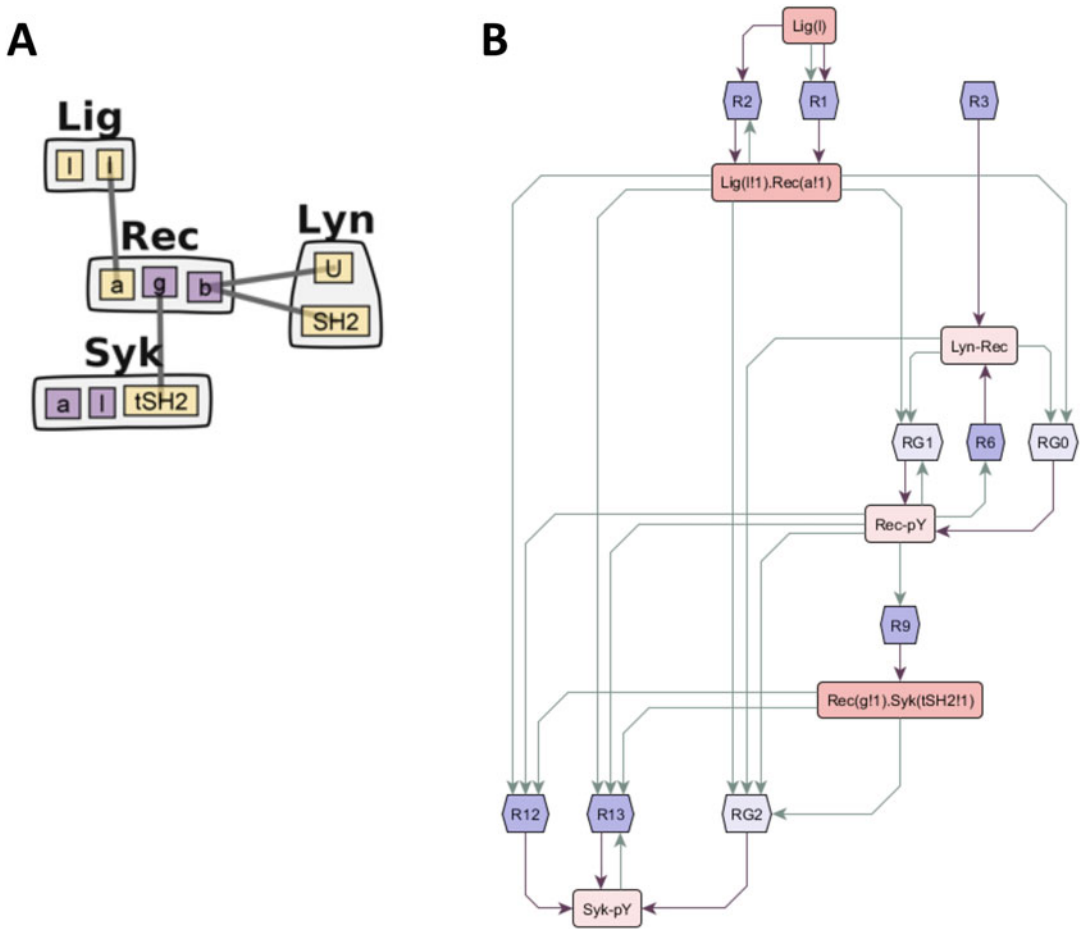 A
B
Lig
l l
Rec
a g b
Lyn
U
SH2
Syk
a l tSH2
Lig(l)
R2 R1 R3
Lig(l!1).Rec(a!1)
Lyn-Rec
RG1 R6 RG0
Rec-pY
R9
Rec(g!1).Syk(tSH2!1)
R12 R13 RG2
Syk-pY